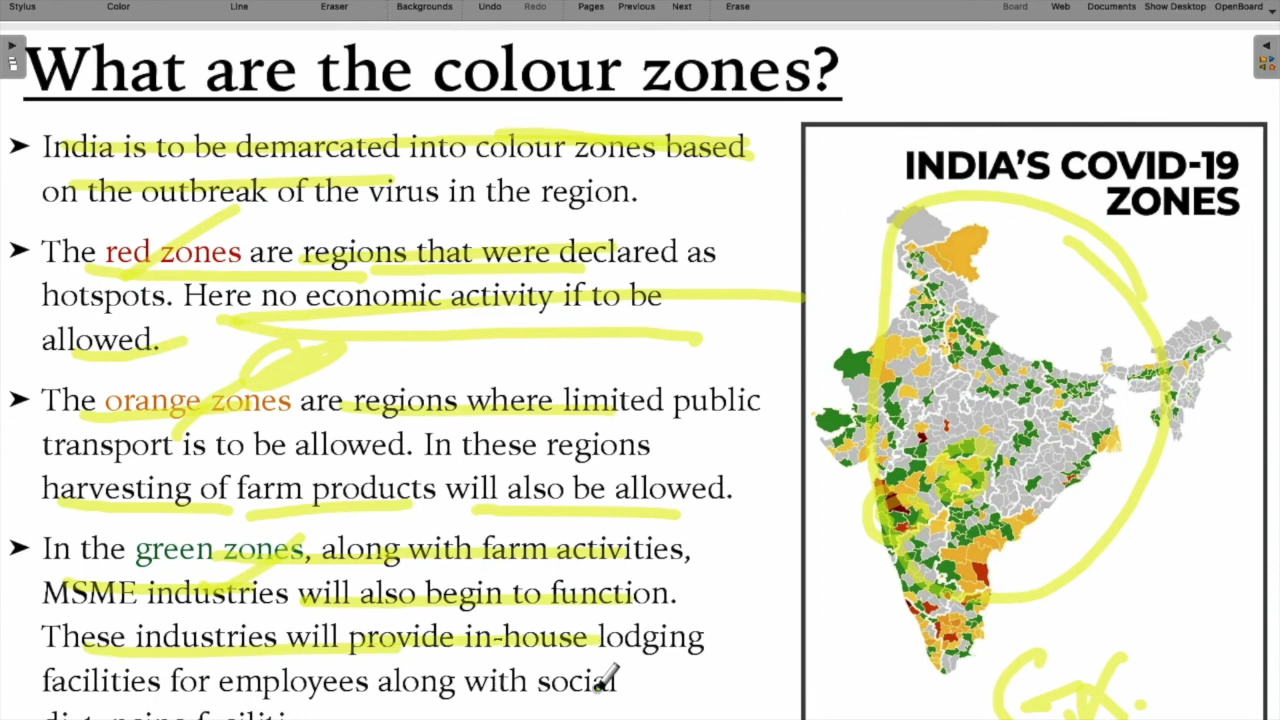 Stylus Color Line Eraser Backgrounds Undo Redo Pages Previous Next Erase Board Web Documents Show Desktop OpenBoard
What are the colour zones?
➤ India is to be demarcated into colour zones based
on the outbreak of the virus in the region.
➤ The red zones are regions that were declared as
hotspots. Here no economic activity if to be
allowed.
➤ The orange zones are regions where limited public
transport is to be allowed. In these regions
harvesting of farm products will also be allowed.
➤ In the green zones, along with farm activities,
MSME industries will also begin to function.
These industries will provide in-house lodging
facilities for employees along with social
INDIA'S COVID-19
ZONES